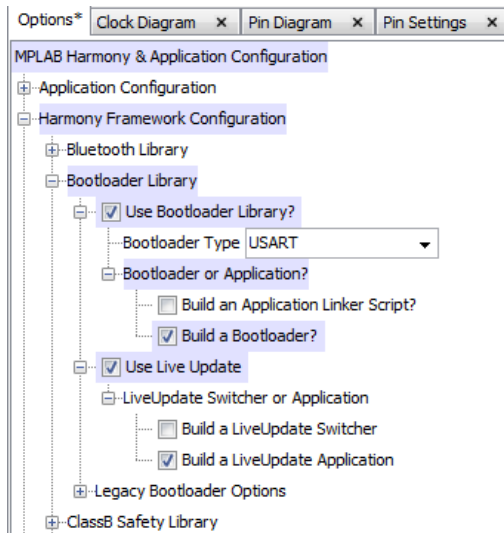 Options* Clock Diagram x Pin Diagram x Pin Settings x
MPLAB Harmony & Application Configuration
Application Configuration
Harmony Framework Configuration
Bluetooth Library
Bootloader Library
Use Bootloader Library?
Bootloader Type USART
Bootloader or Application?
Build an Application Linker Script?
Build a Bootloader?
Use Live Update
LiveUpdate Switcher or Application
Build a LiveUpdate Switcher
Build a LiveUpdate Application
Legacy Bootloader Options
ClassB Safety Library